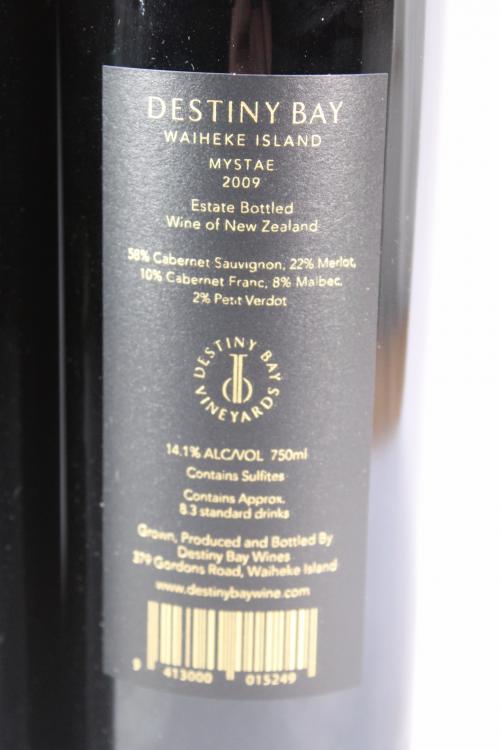 DESTINY BAY
WAIHEKE ISLAND
MYSTAE
2009
Estate Bottled
Wine of New Zealand
58% Cabernet Sauvignon, 22% Merlot,
10% Cabernet Franc, 8% Malbec,
2% Petit Verdot
DESTINY BAY
VINEYARDS
14.1% ALC/VOL 750ml
Contains Sulfites
Contains Approx.
8.3 standard drinks
Grown, Produced and Bottled By
Destiny Bay Wines
379 Gordons Road, Waiheke Island
www.destinybaywine.com
9 413000 015249